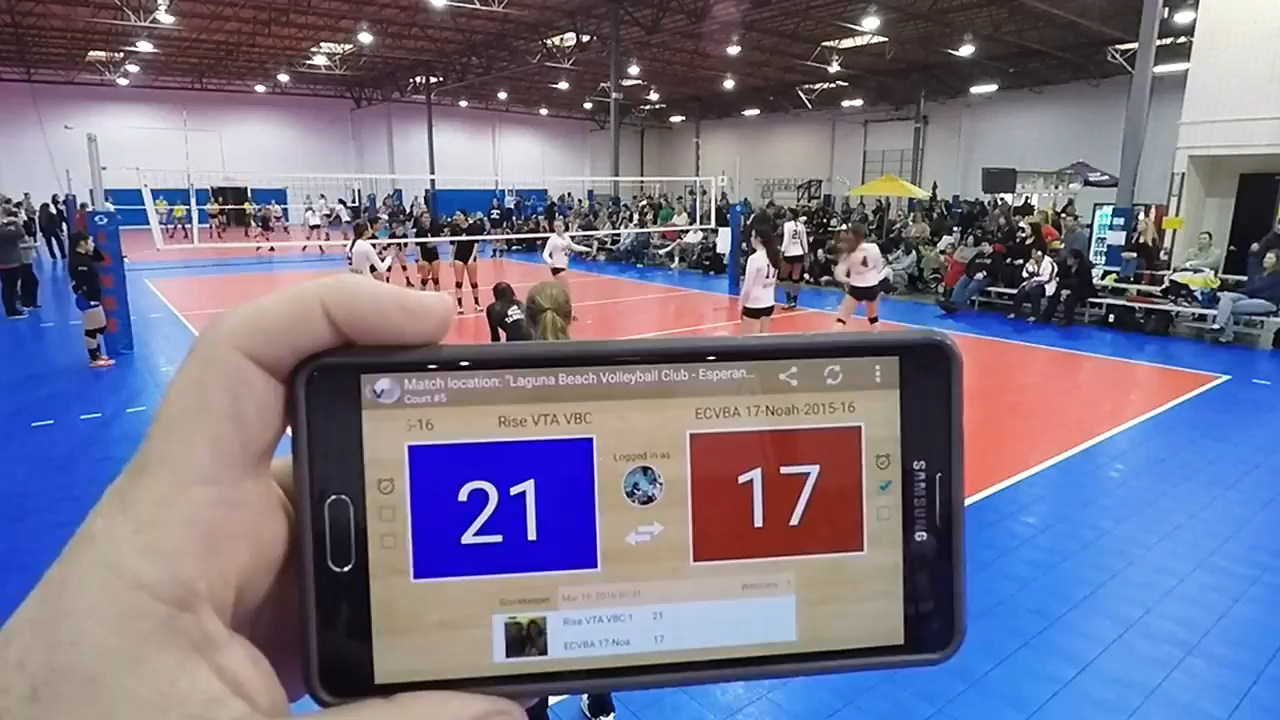 Match location: "Laguna Beach Volleyball Club - Esperan...
Court #5
5-16
Rise VTA VBC
ECVBA 17-Noah-2015-16
21
Logged in as
17
SAMSUNG
Scorekeeper
Rise VTA VBC 1 21
ECVBA 17-Noa 17